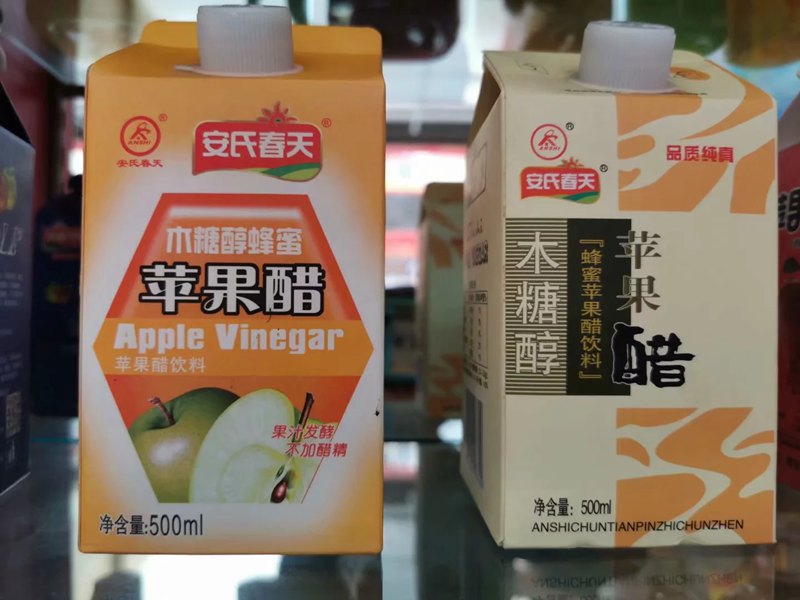 ANSHI
安氏春天
安氏春天
木糖醇蜂蜜
苹果醋
Apple Vinegar
苹果醋饮料
果汁发酵
不加醋精
净含量:500ml
ANSHI
安氏春天
品质纯真
木糖醇
『蜂蜜苹果醋饮料』
苹果
醋
净含量: 500ml
ANSHICHUNTIANPINZHICHUNZHEN